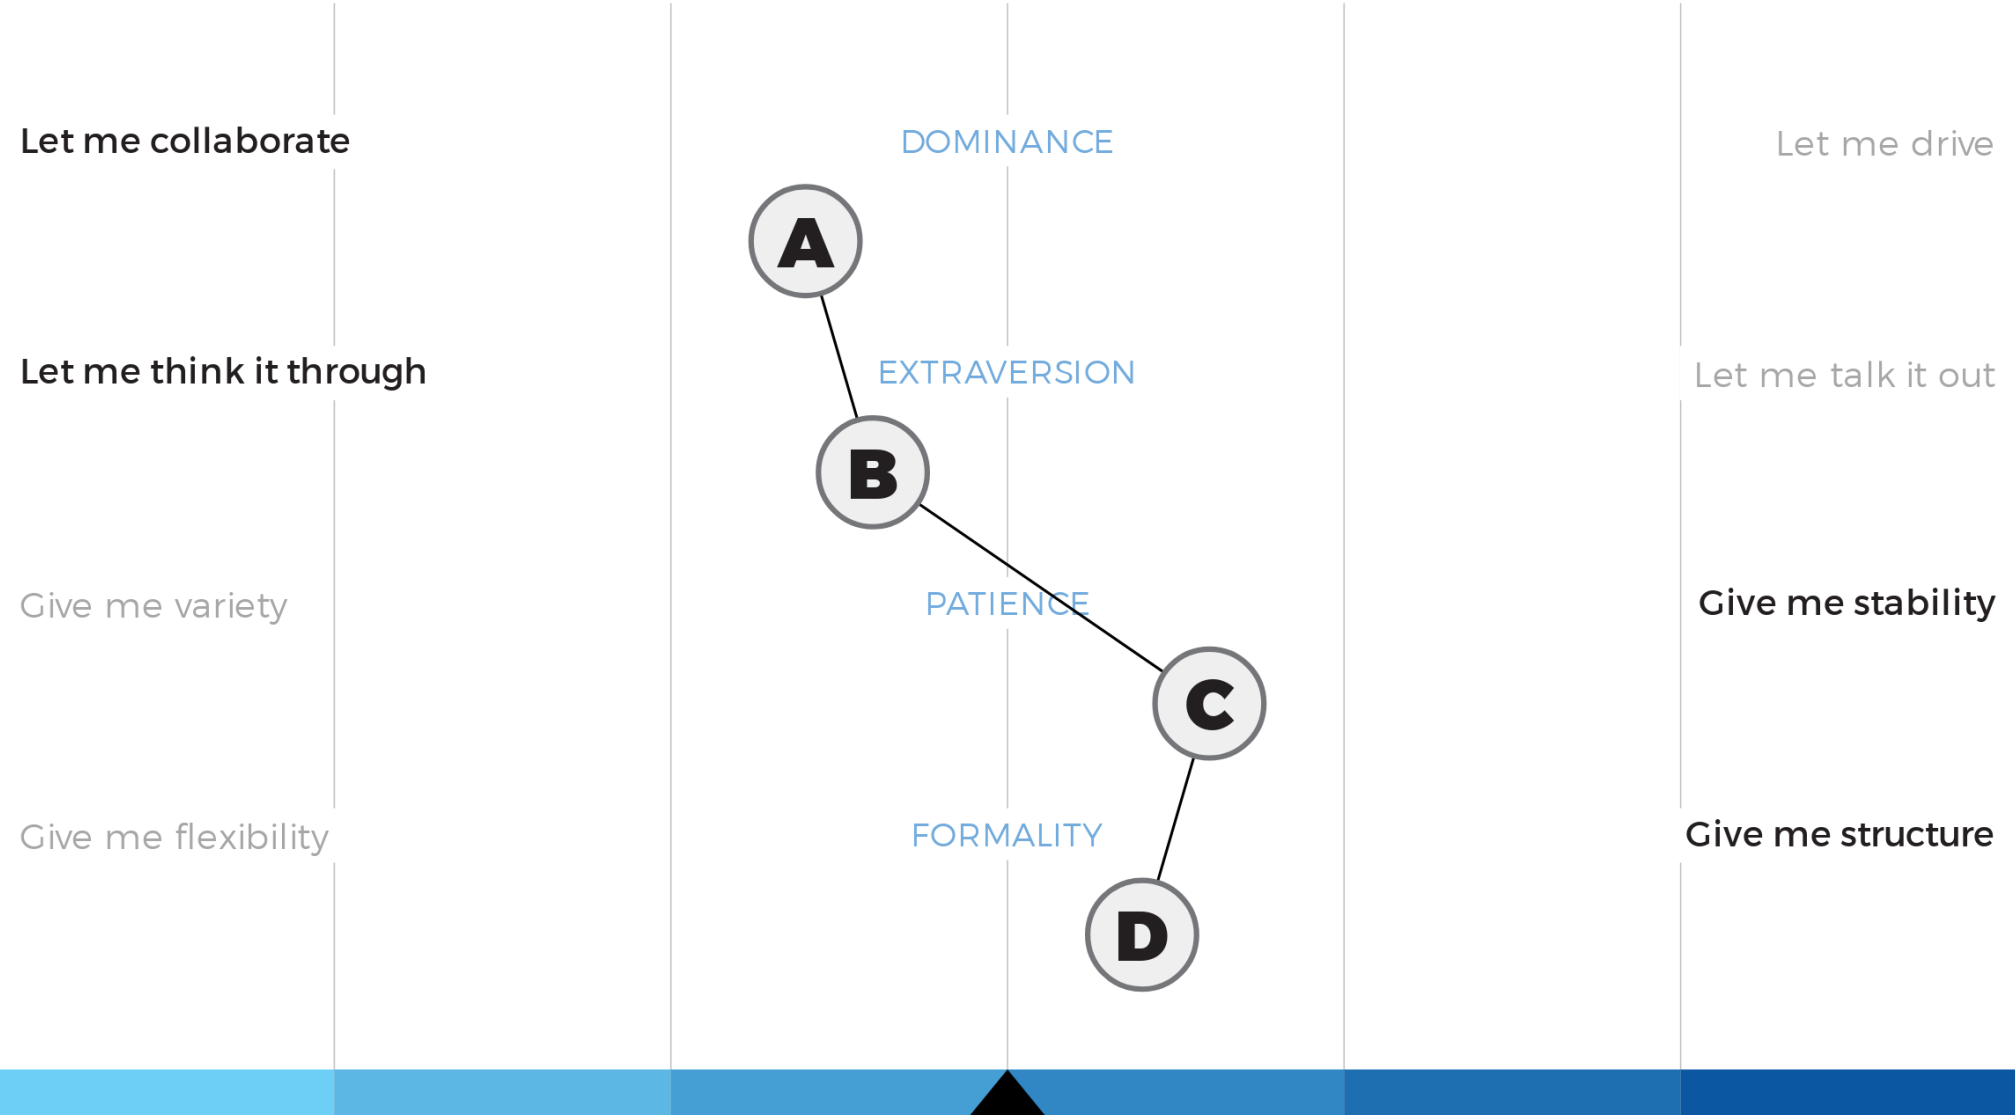 Let me collaborate DOMINANCE Let me drive
A
Let me think it through EXTRAVERSION Let me talk it out
B
Give me variety PATIENCE Give me stability
C
Give me flexibility FORMALITY Give me structure
D